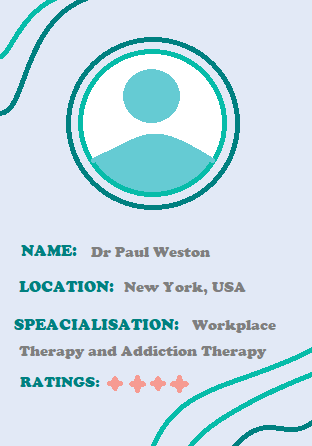 NAME: Dr Paul Weston
LOCATION: New York, USA
SPEACIALISATION: Workplace
Therapy and Addiction Therapy
RATINGS: